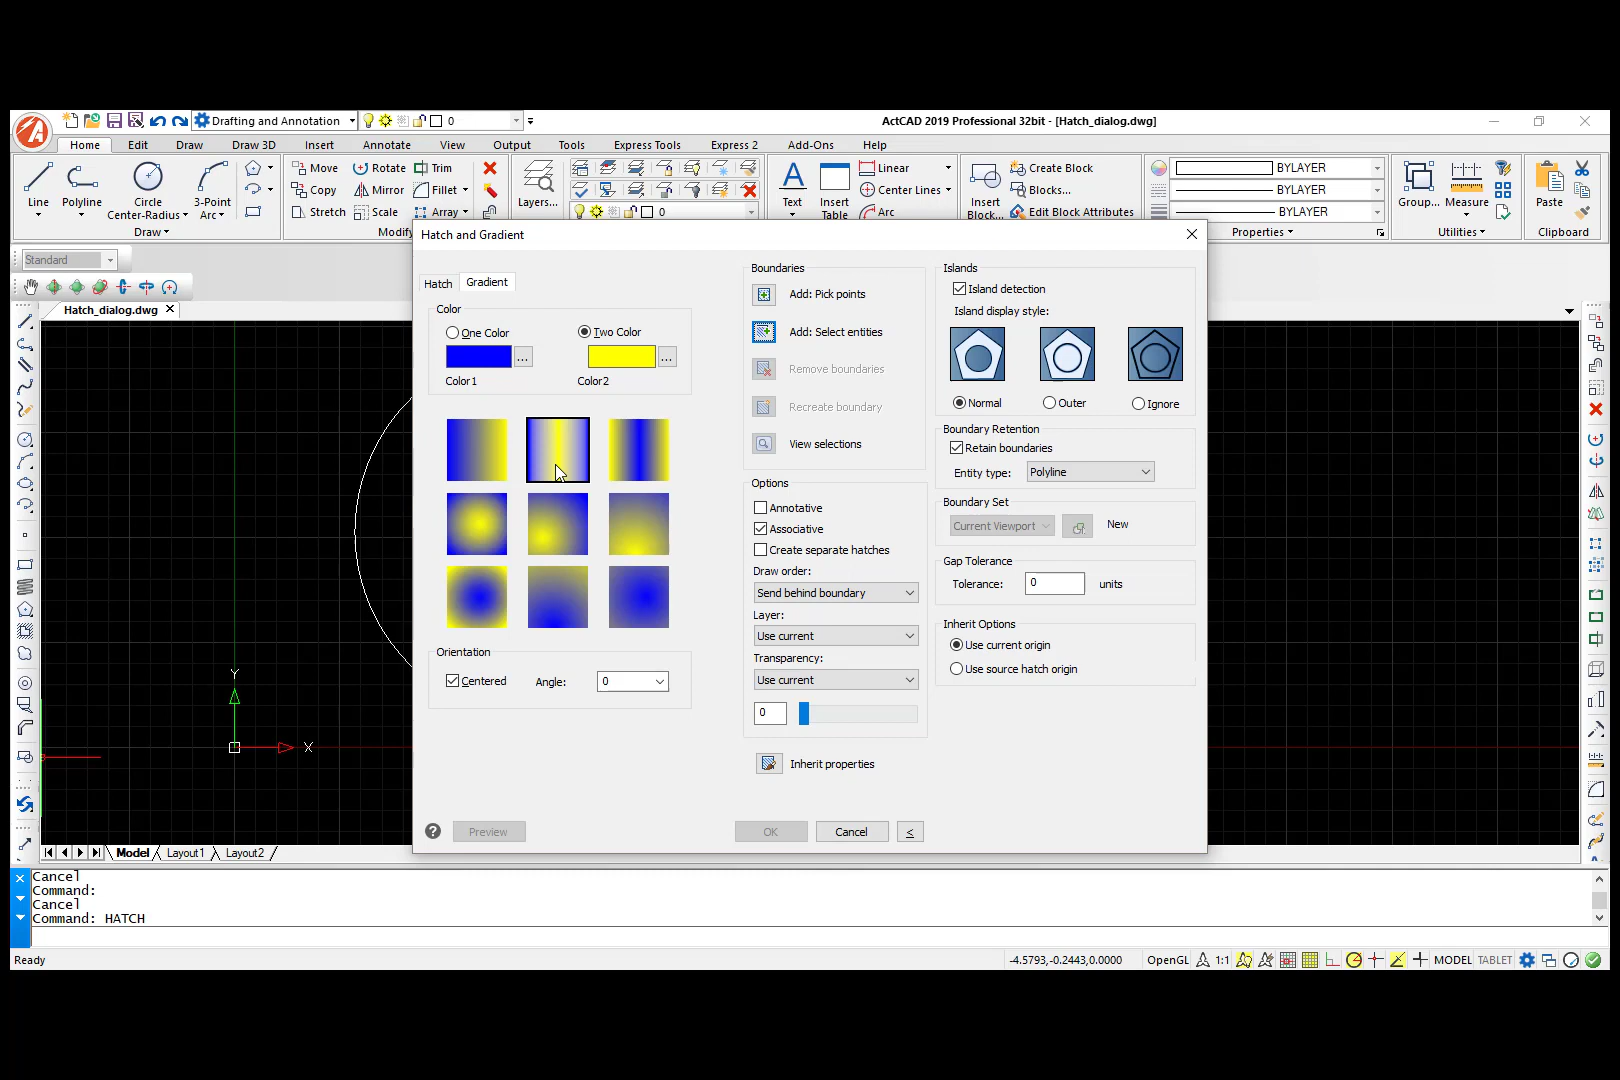 Drafting and Annotation
0
ActCAD 2019 Professional 32bit - [Hatch_dialog.dwg]
Home Edit Draw Draw 3D Insert Annotate View Tools Express Tools Express 2 Output Add-Ons Help
Line
Polyline
Circle
Center-Radius
3-Point
Arc
Draw
Move Rotate Trim
Copy Mirror Fillet
Stretch Scale Array
Modify
Layers...
0
Text
Insert
Table
Linear
Center Lines
Arc
Insert
Block...
Create Block
Blocks...
Edit Block Attributes
BYLAYER
BYLAYER
BYLAYER
Properties
Group... Measure
Utilities
Paste
Clipboard
Standard
Hatch_dialog.dwg
Hatch and Gradient
Hatch Gradient
Color
One Color Two Color
... ...
Color1 Color2
Orientation
Centered Angle: 0
Boundaries
Add: Pick points
Add: Select entities
Remove boundaries
Recreate boundary
View selections
Options
Annotative
Associative
Create separate hatches
Draw order:
Send behind boundary
Layer:
Use current
Transparency:
Use current
0
Inherit properties
Islands
Island detection
Island display style:
Normal Outer Ignore
Boundary Retention
Retain boundaries
Entity type: Polyline
Boundary Set
Current Viewport New
Gap Tolerance
Tolerance: 0 units
Inherit Options
Use current origin
Use source hatch origin
? Preview OK Cancel <
Y
X
Model Layout1 Layout2
Cancel
Command:
Cancel
Command: HATCH
Ready -4.5793,-0.2443,0.0000 OpenGL 1:1 MODEL TABLET